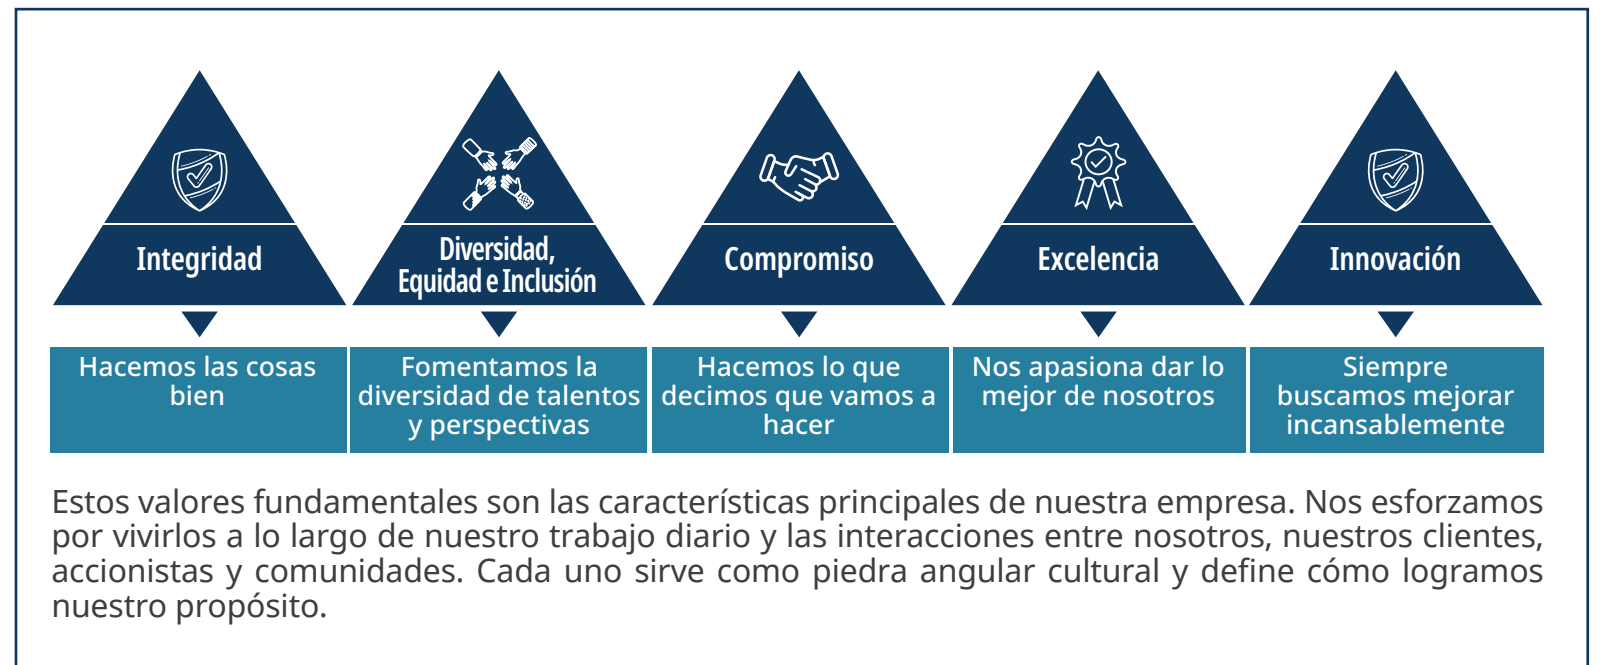 Integridad
Diversidad,
Equidad e Inclusión
Compromiso
Excelencia
Innovación
Hacemos las cosas
bien
Fomentamos la
diversidad de talentos
y perspectivas
Hacemos lo que
decimos que vamos a
hacer
Nos apasiona dar lo
mejor de nosotros
Siempre
buscamos mejorar
incansablemente
Estos valores fundamentales son las características principales de nuestra empresa. Nos esforzamos
por vivirlos a lo largo de nuestro trabajo diario y las interacciones entre nosotros, nuestros clientes,
accionistas y comunidades. Cada uno sirve como piedra angular cultural y define cómo logramos
nuestro propósito.